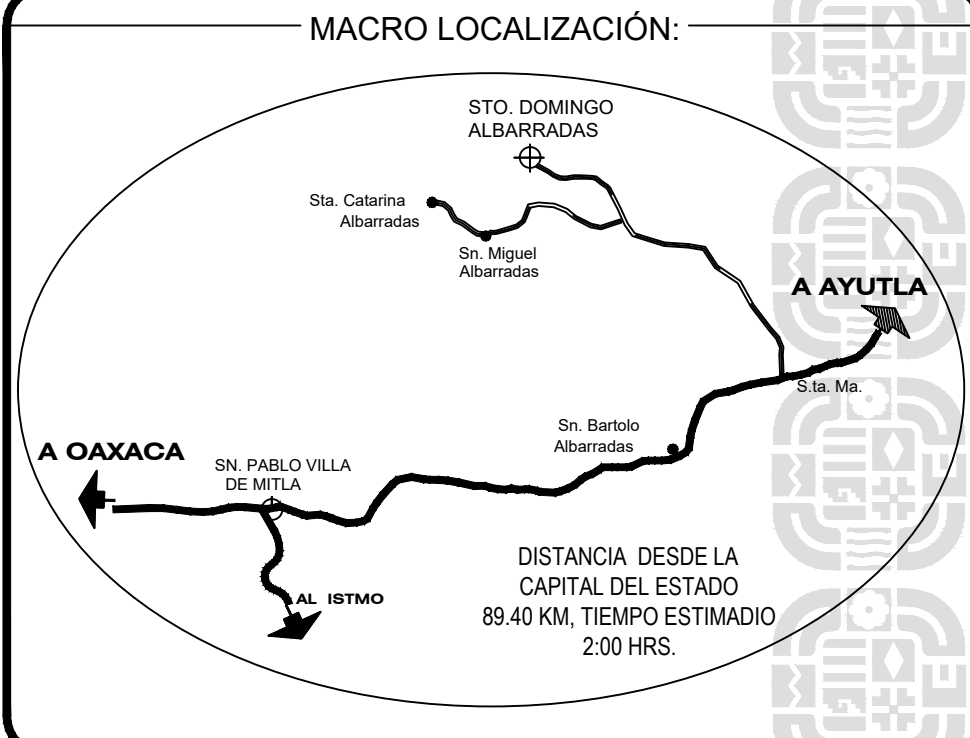 MACRO LOCALIZACIÓN:
STO. DOMINGO
ALBARRADAS
Sta. Catarina
Albarradas
Sn. Miguel
Albarradas
A AYUTLA
S.ta. Ma.
Sn. Bartolo
Albarradas
A OAXACA
SN. PABLO VILLA
DE MITLA
AL ISTMO
DISTANCIA DESDE LA
CAPITAL DEL ESTADO
89.40 KM, TIEMPO ESTIMADIO
2:00 HRS.